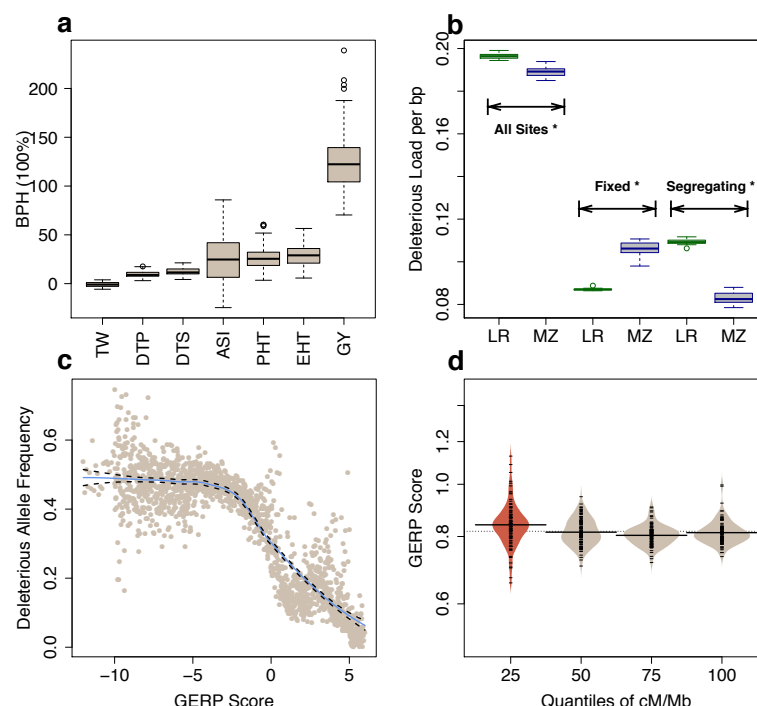 a
BPH (100%)
200
150
100
50
0
TW
DTP
DTS
ASI
PHT
EHT
GY
b
Deleterious Load per bp
0.20
0.16
0.12
0.08
All Sites *
Fixed *
Segregating *
LR
MZ
LR
MZ
LR
MZ
c
Deleterious Allele Frequency
0.6
0.4
0.2
0.0
−10
−5
0
5
GERP Score
d
GERP Score
1.2
1.0
0.8
0.6
25
50
75
100
Quantiles of cM/Mb